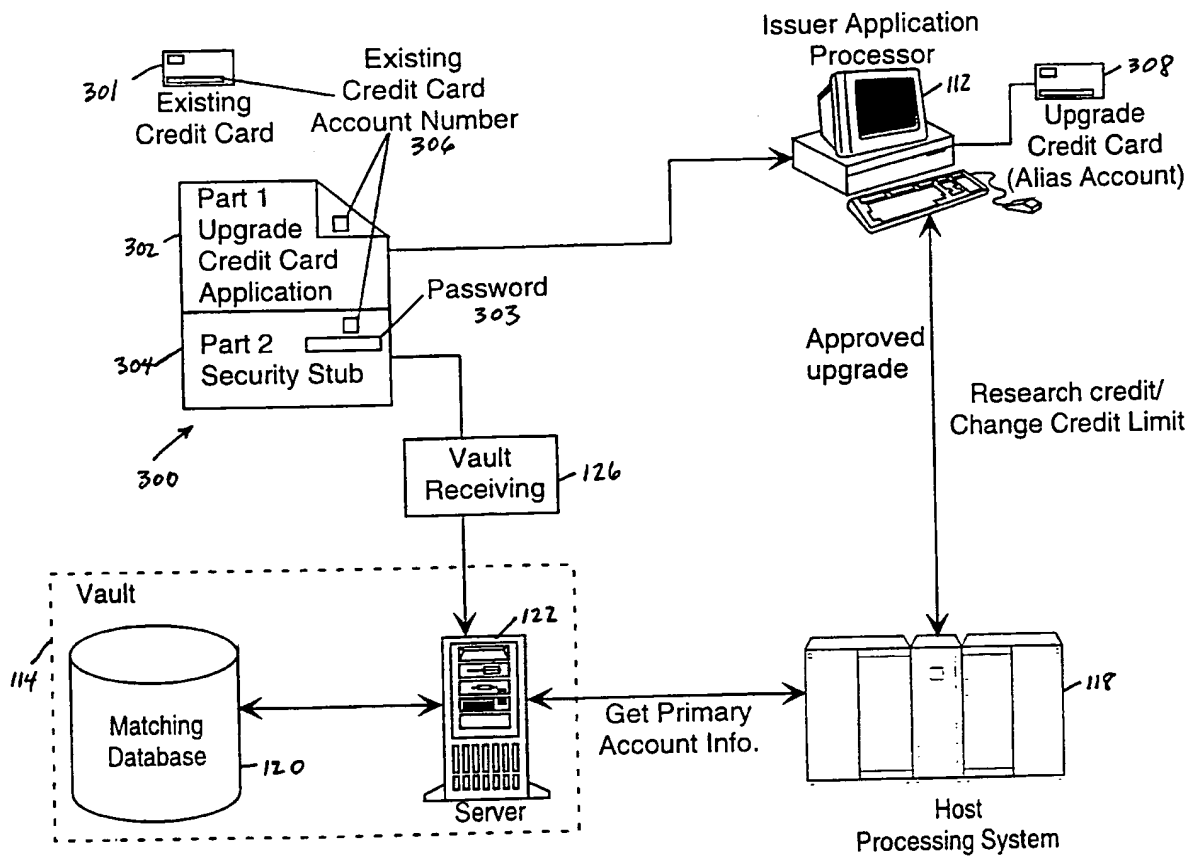 301
Existing
Credit Card
Existing
Credit Card
Account Number
306
Issuer Application
Processor
112
308
Upgrade
Credit Card
(Alias Account)
302
Part 1
Upgrade
Credit Card
Application
Password
303
304
Part 2
Security Stub
300
Vault
Receiving
126
Approved
upgrade
Research credit/
Change Credit Limit
Vault
114
Matching
Database
120
122
Server
Get Primary
Account Info.
118
Host
Processing System